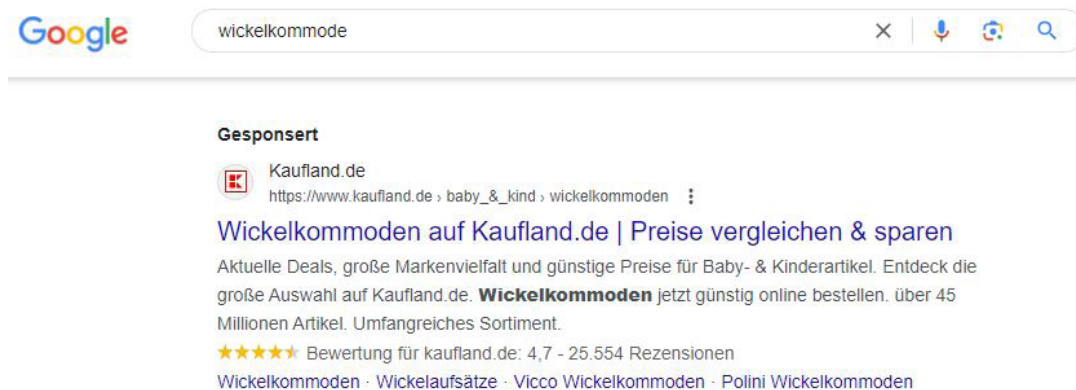 Google
wickelkommode
Gesponsert
Kaufland.de
https://www.kaufland.de › baby_&_kind › wickelkommoden
Wickelkommoden auf Kaufland.de | Preise vergleichen & sparen
Aktuelle Deals, große Markenvielfalt und günstige Preise für Baby- & Kinderartikel. Entdeck die
große Auswahl auf Kaufland.de. Wickelkommoden jetzt günstig online bestellen. über 45
Millionen Artikel. Umfangreiches Sortiment.
Bewertung für kaufland.de: 4,7 - 25.554 Rezensionen
Wickelkommoden · Wickelaufsätze · Vicco Wickelkommoden · Polini Wickelkommoden